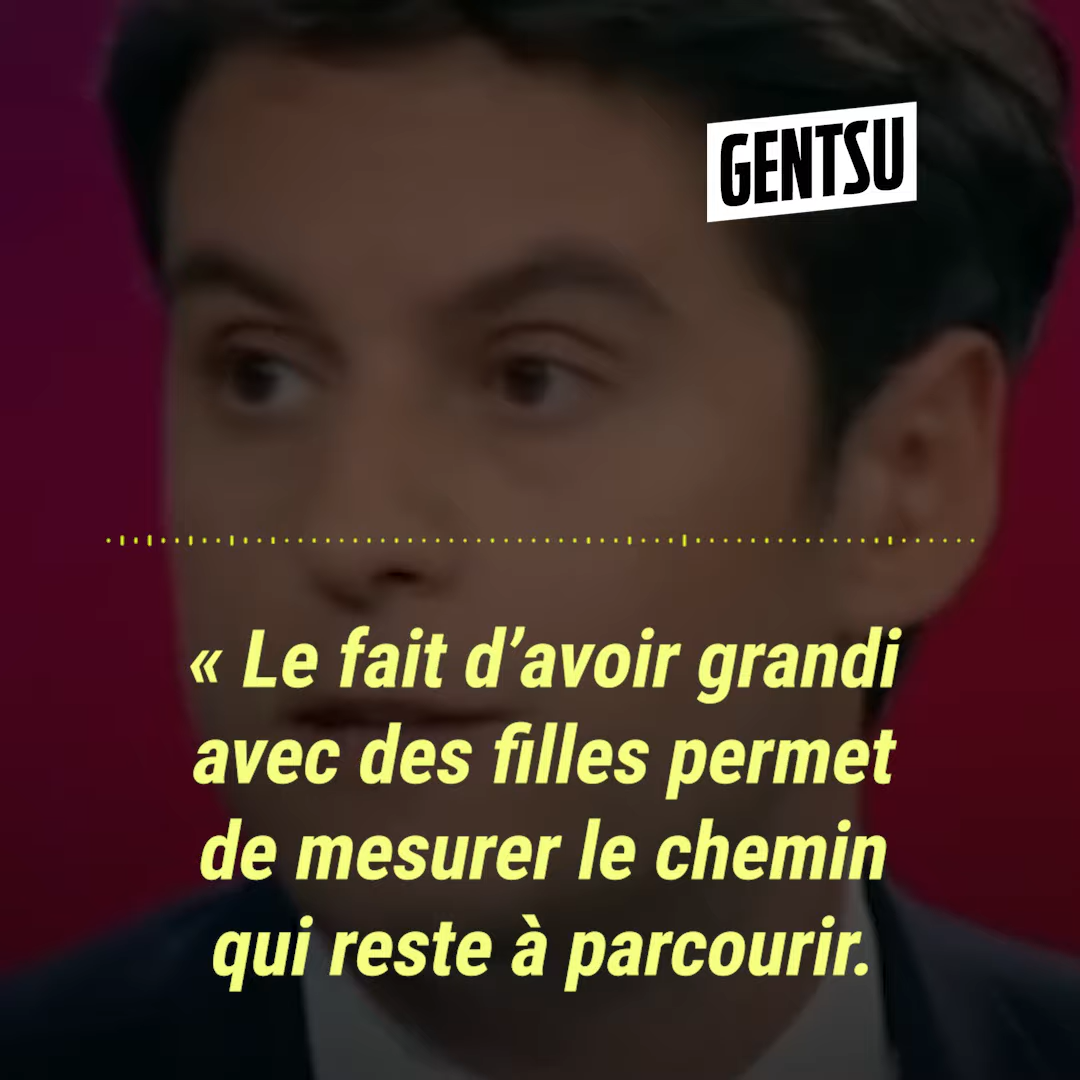 GENTSU
« Le fait d’avoir grandi
avec des filles permet
de mesurer le chemin
qui reste à parcourir.